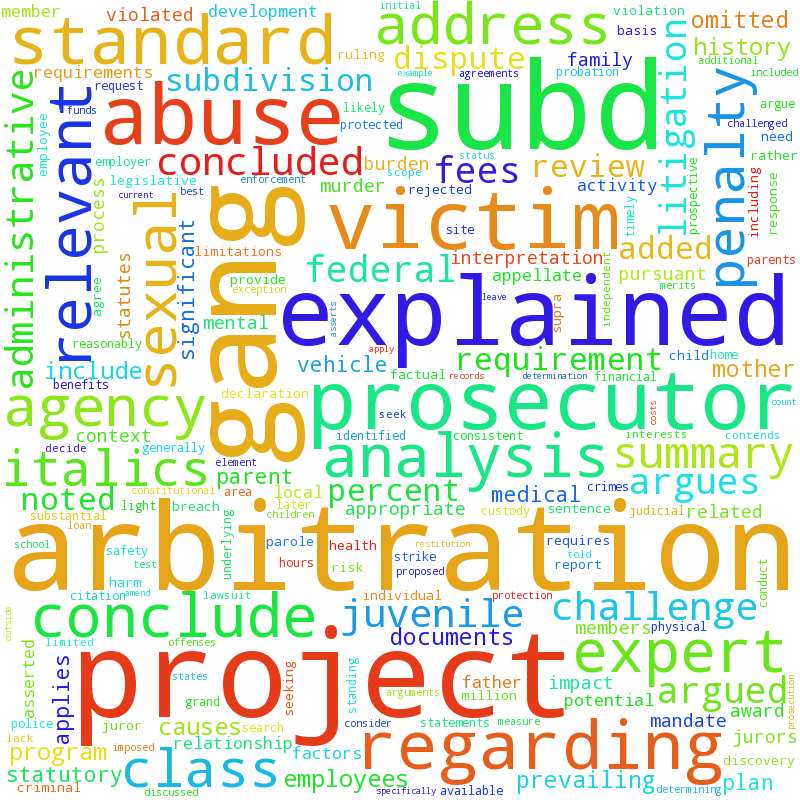 initial
member violated development address violation omitted
standard basis
ruling dispute family history additional
requirements subdivision example agreements probation included
request abuse subd argue
employee funds likely protected challenged need
relevant administrative litigation penalty rather
employer concluded burden status fees review
legislative enforcement murder scope rejected activity including
process current best prospective response
sexual gang victim site timely
significant limitations federal interpretation added parents
statutes provide appellate supra pursuant
agree exception explained independent merits
mental asserts leave
reasonably apply requirement child home
include vehicle factual records determination financial mother
benefits declaration prosecutor count
agency seek costs
context identified consistent interests contends
decide generally analysis summary
italics element parent percent medical crimes argues
constitutional area local
noted light breach later appropriate custody sentence judicial related
substantial loan children
arbitration
school underlying parole health strike requires told
safety test hours restitution report
harm risk proposed
citation amend lawsuit individual protection conduct
conclude juvenile challenge
outside documents members physical
limited offenses expert
asserted applies project
states seeking standing father impact argued
grand arguments million potential award prosecution
police juror causes search consider statements measure mandate jurors
lack imposed relationship regarding
program factors discovery
statutory class employees prevailing plan
criminal discussed specifically available determining